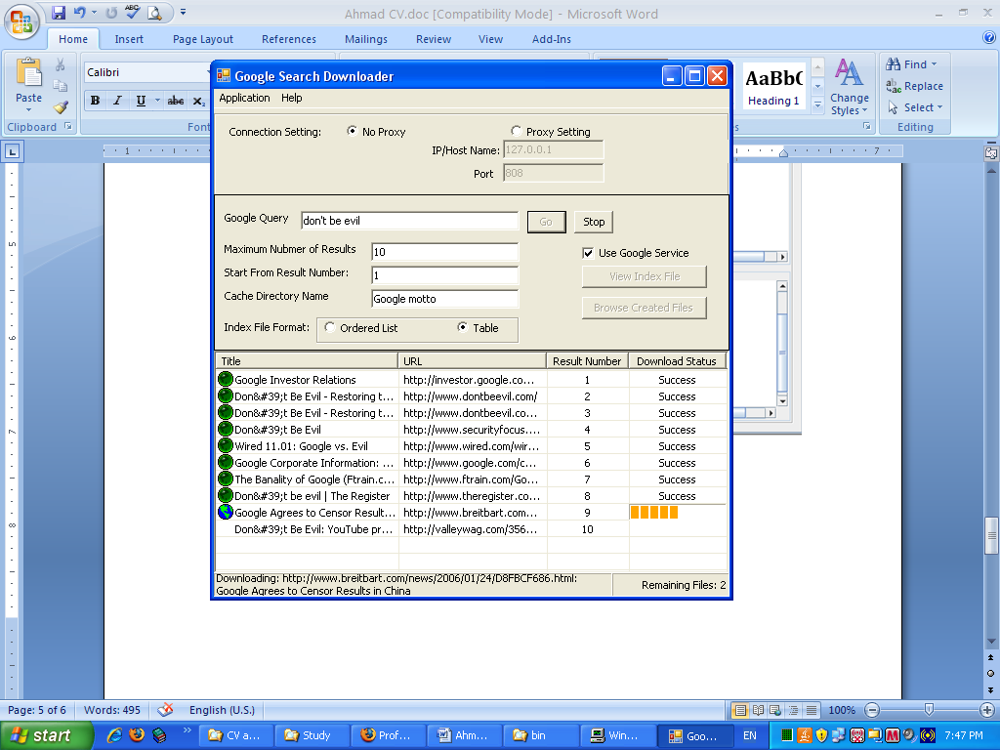 Ahmad CV.doc [Compatibility Mode] - Microsoft Word
Home Insert Page Layout References Mailings Review View Add-Ins
Calibri
Paste
B I U abc x,
Clipboard
Font
AaBbC
Heading 1
Change Styles
Find
Replace
Select
Editing
Google Search Downloader
Application Help
Connection Setting: No Proxy Proxy Setting
IP/Host Name: 127.0.0.1
Port 808
Google Query don't be evil Go Stop
Maximum Nubmer of Results 10 Use Google Service
Start From Result Number: 1 View Index File
Cache Directory Name Google motto Browse Created Files
Index File Format: Ordered List Table
Title URL Result Number Download Status
Google Investor Relations http://investor.google.co... 1 Success
Don&#39;t Be Evil - Restoring t... http://www.dontbeevil.com/ 2 Success
Don&#39;t Be Evil - Restoring t... http://www.dontbeevil.co... 3 Success
Don&#39;t Be Evil http://www.securityfocus.... 4 Success
Wired 11.01: Google vs. Evil http://www.wired.com/wir... 5 Success
Google Corporate Information: ... http://www.google.com/c... 6 Success
The Banality of Google (Ftrain.c... http://www.ftrain.com/Go... 7 Success
Don&#39;t be evil | The Register http://www.theregister.co... 8 Success
Google Agrees to Censor Result... http://www.breitbart.com... 9
Don&#39;t Be Evil: YouTube pr... http://valleywag.com/356... 10
Downloading: http://www.breitbart.com/news/2006/01/24/D8FBCF686.html:
Google Agrees to Censor Results in China
Remaining Files: 2
Page: 5 of 6 Words: 495 English (U.S.) 100%
start CV a... Study Prof... Ahm... bin Win... Goo... EN 7:47 PM